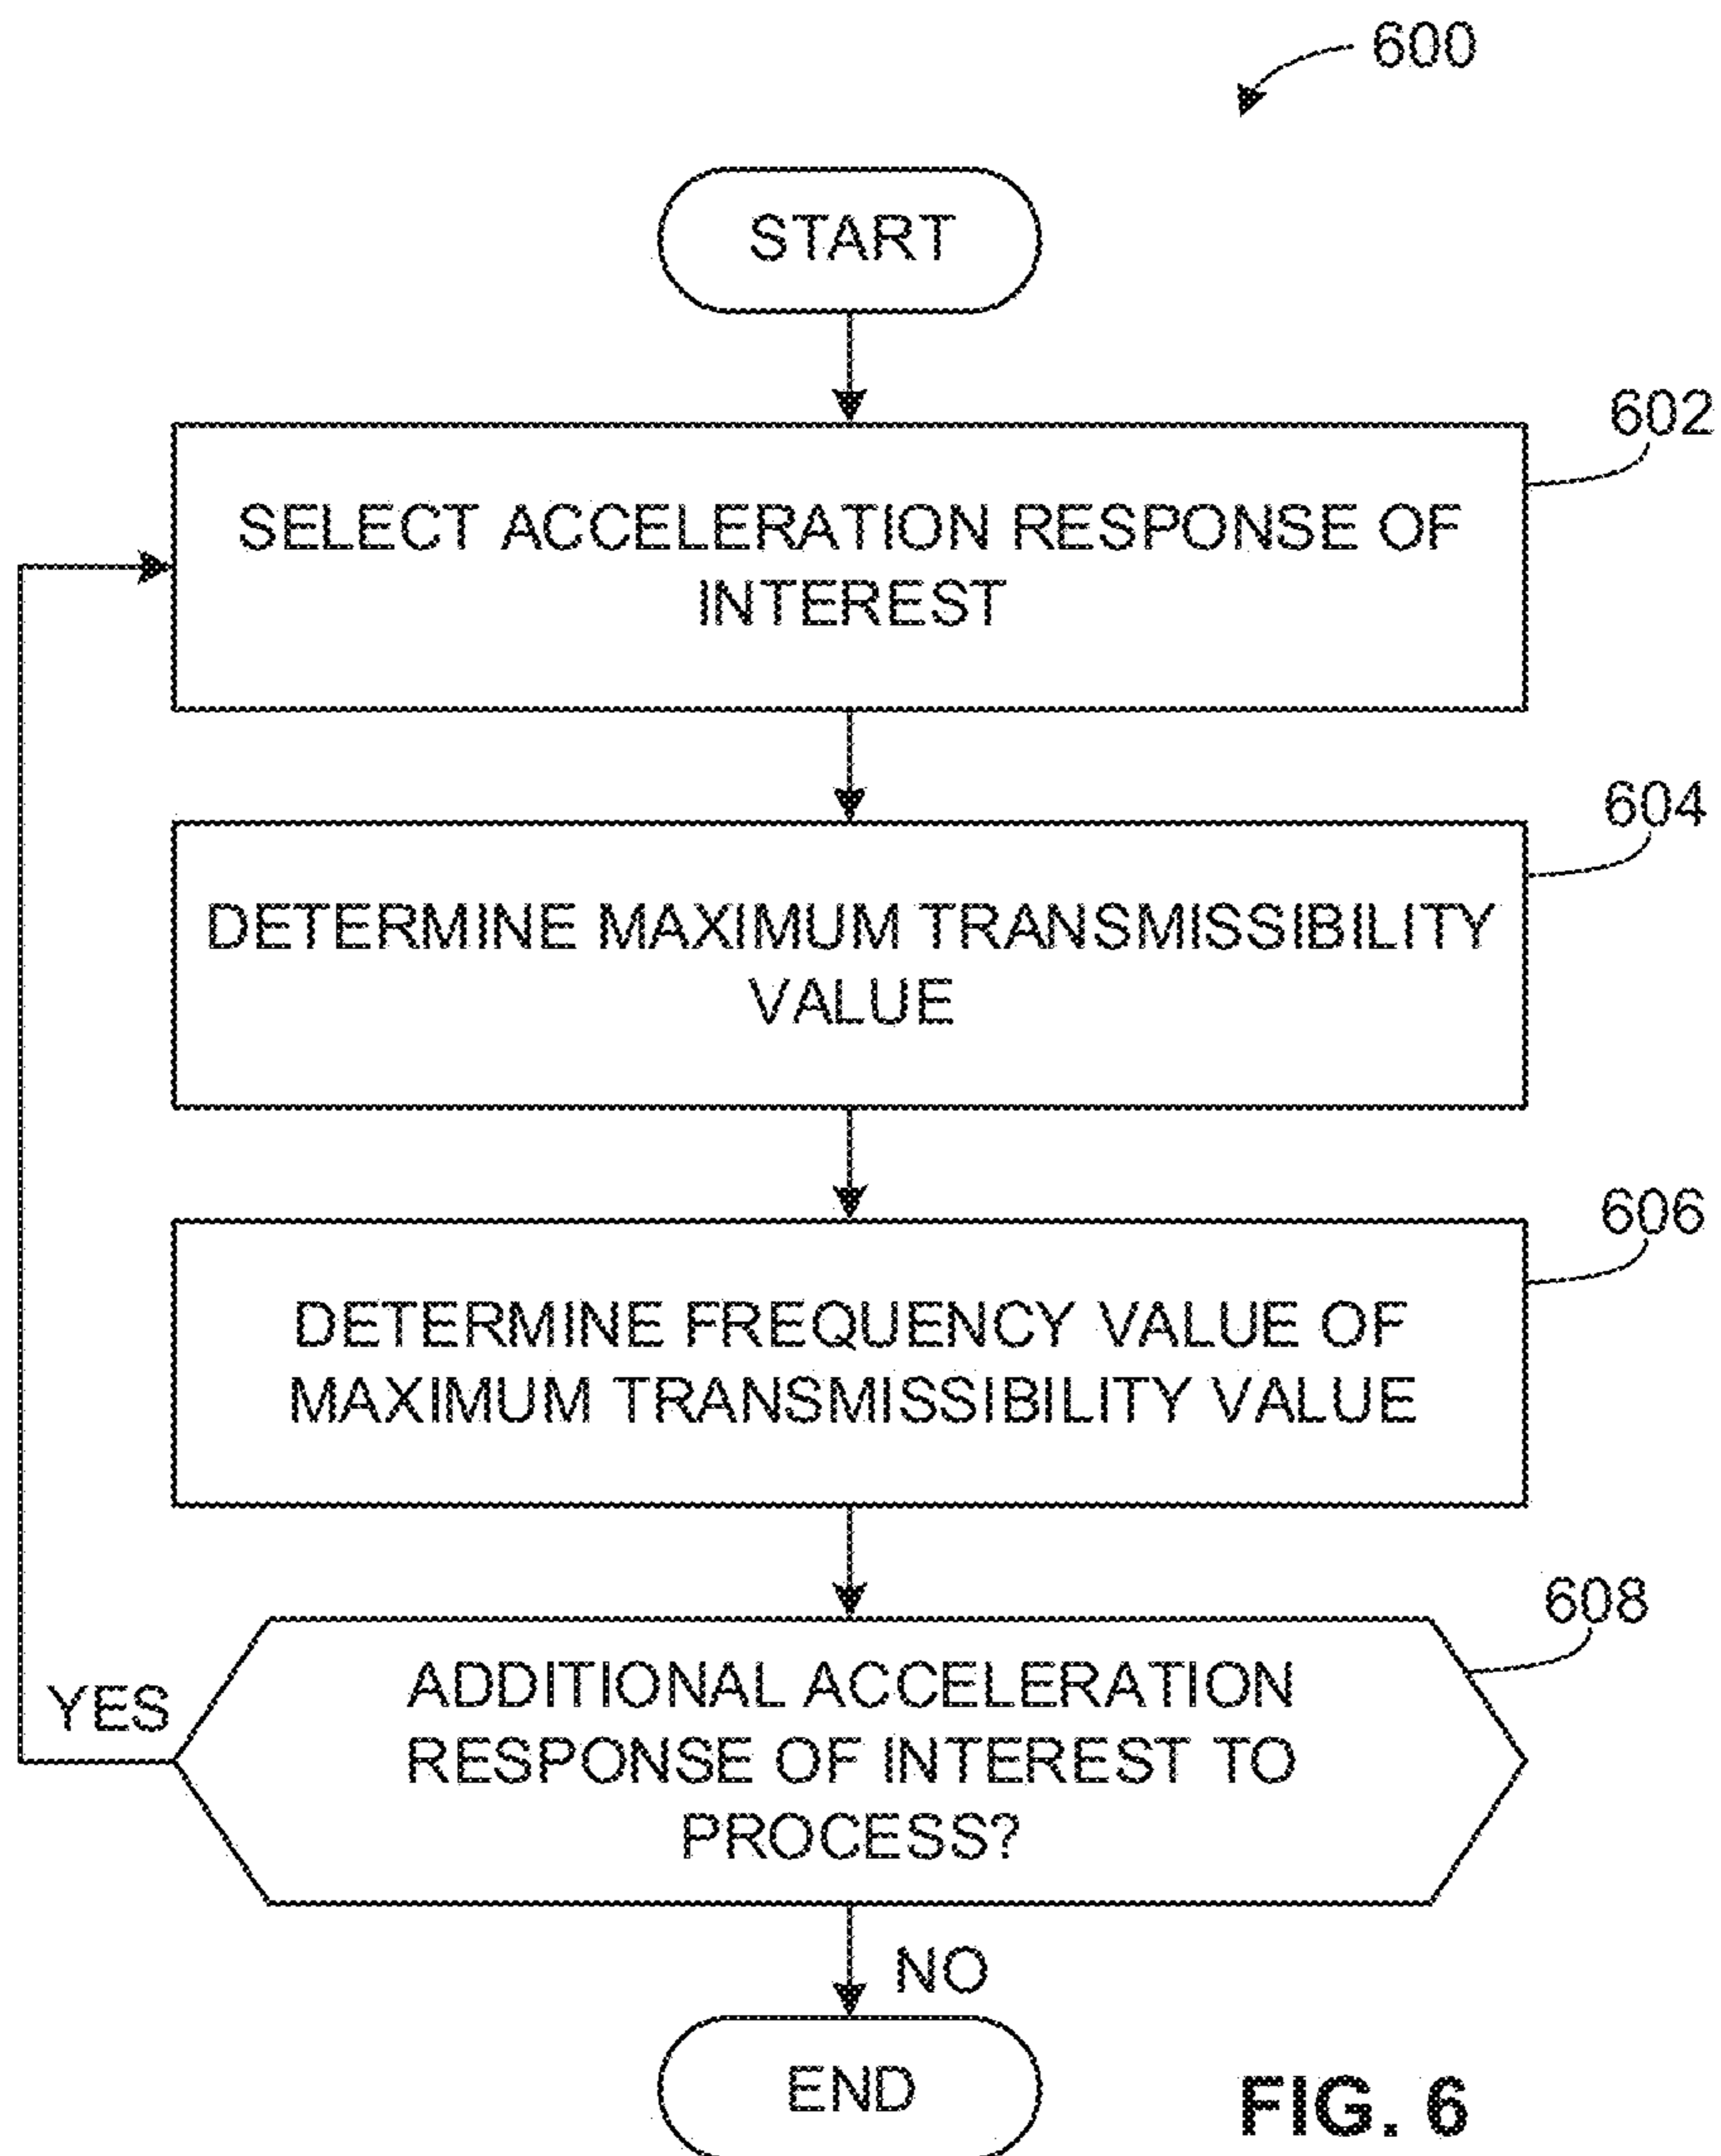 600
START
602
SELECT ACCELERATION RESPONSE OF
INTEREST
604
DETERMINE MAXIMUM TRANSMISSIBILITY
VALUE
606
DETERMINE FREQUENCY VALUE OF
MAXIMUM TRANSMISSIBILITY VALUE
608
ADDITIONAL ACCELERATION
RESPONSE OF INTEREST TO
PROCESS?
YES
NO
END
FIG. 6